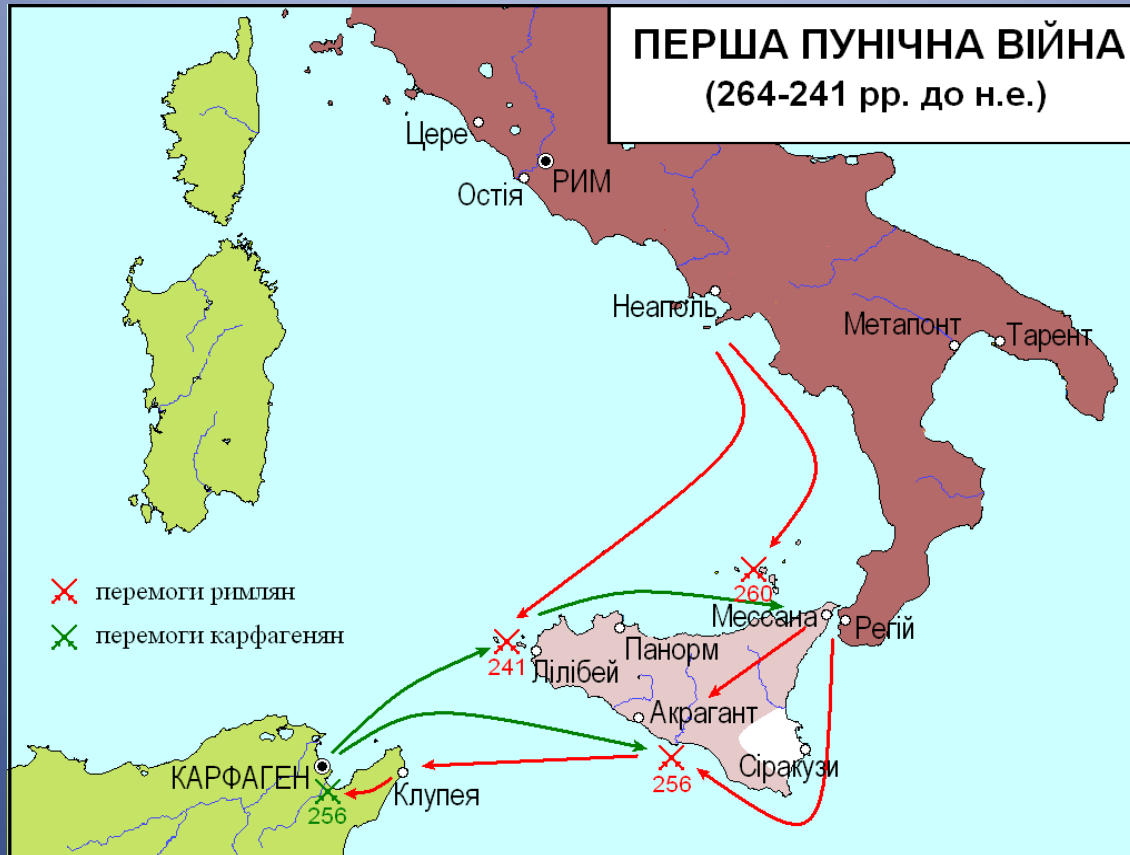 ПЕРША ПУНІЧНА ВІЙНА
(264-241 рр. до н.е.)
Цере
РИМ
Остія
Неаполь
Метапонт
Тарент
перемоги римлян
260
Мессана
Регій
перемоги карфагенян
241
Лілібей
Панорм
Акрагант
Сіракузи
256
КАРФАГЕН
Клупея
256